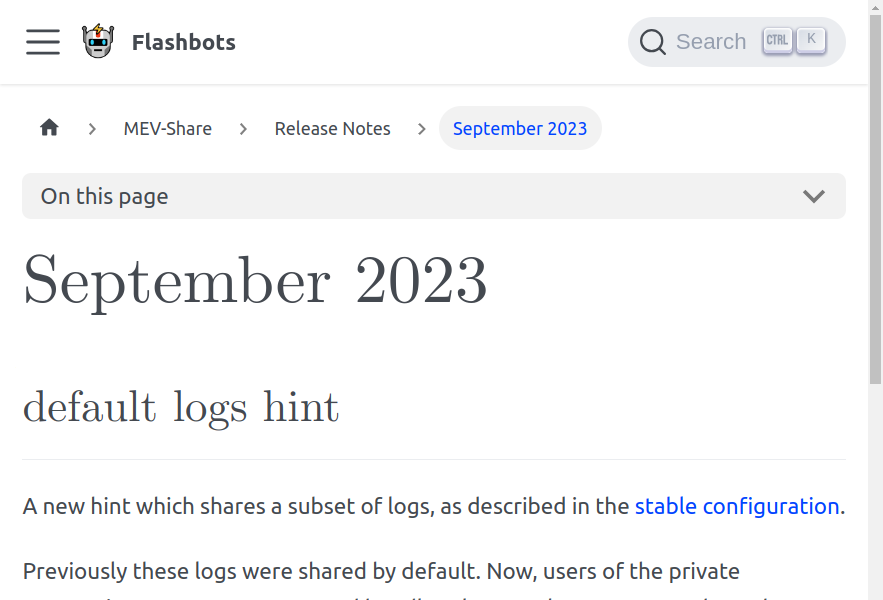 Flashbots
Search CTRL K
MEV-Share
Release Notes
September 2023
On this page
September 2023
default logs hint
A new hint which shares a subset of logs, as described in the stable configuration.
Previously these logs were shared by default. Now, users of the private